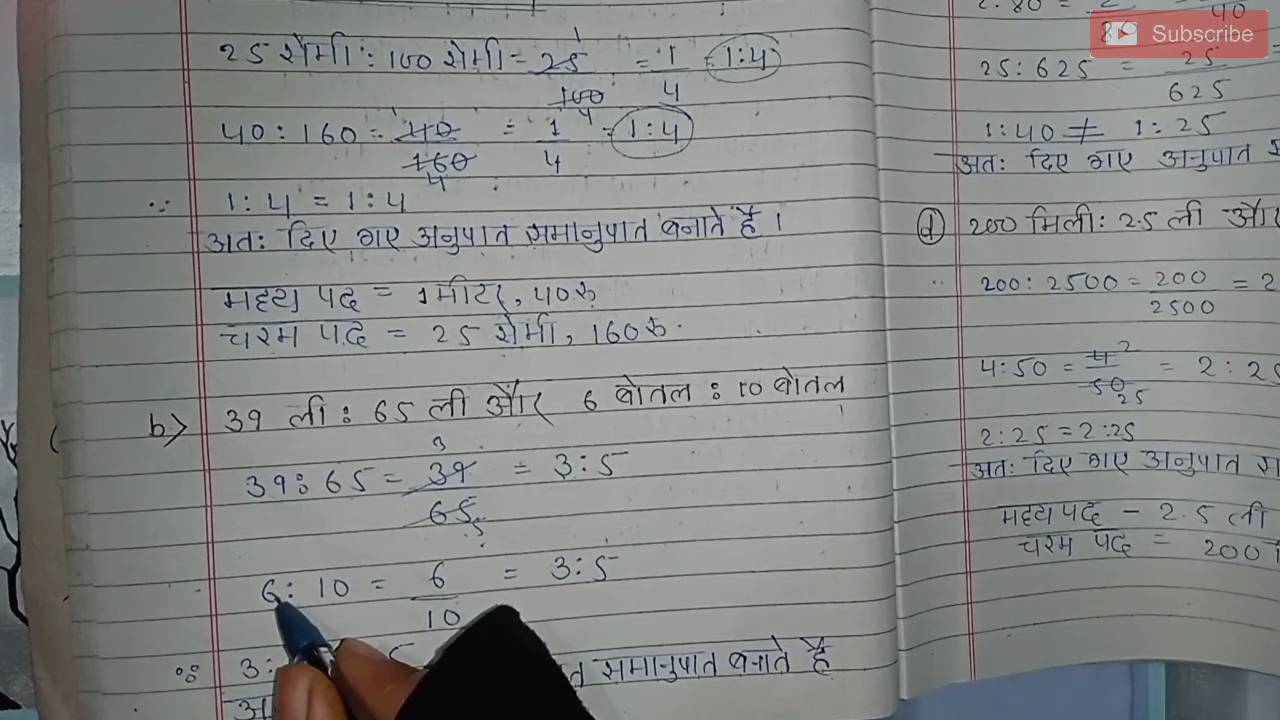 25 सेमी : 100 सेमी = 25/100 = 1/4 = 1:4
40 : 160 = 40/160 = 1/4 = 1:4
∵ 1:4 = 1:4
अतः दिए गए अनुपात समानुपात बनाते है ।
मध्य पद = 1 मीटर, 40 रु
चरम पद = 25 सेमी, 160 रु.
b) 39 ली : 65 ली और 6 बोतल : 10 बोतल
39 : 65 = 39/65 = 3:5
6 : 10 = 6/10 = 3:5
3:
समानुपात बनाते है
25 : 625 = 25/625
1:40 ≠ 1:25
अतः दिए गए अनुपात
d) 200 मिली : 2.5 ली और
200 : 2500 = 200/2500 = 2
4:50 = 4/50 = 2:25
2:25 = 2:25
अतः दिए गए अनुपात
मध्य पद - 2.5 ली
चरम पद = 200
Subscribe